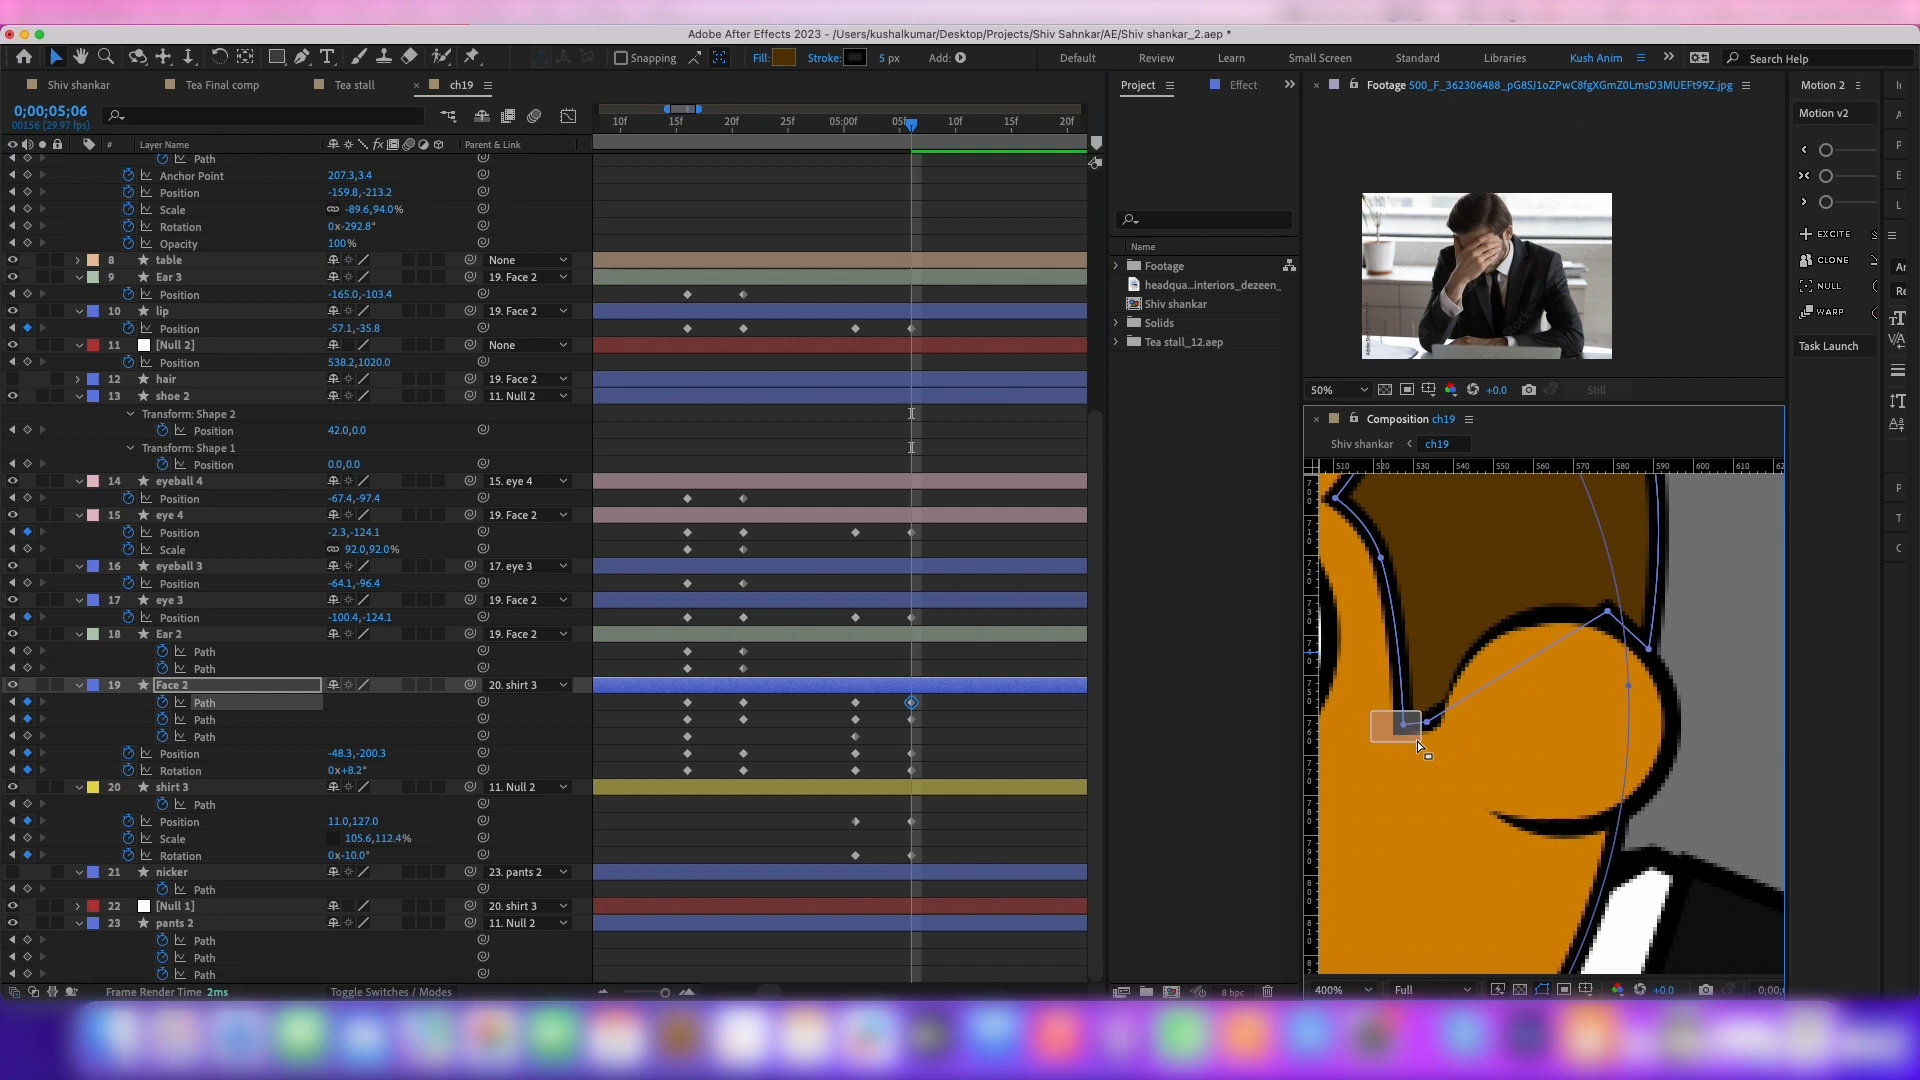 Adobe After Effects 2023 - /Users/kushalkumar/Desktop/Projects/Shiv Sahnkar/AE/Shiv shankar_2.aep *
Snapping Fill: Stroke: 5 px Add: Default Review Learn Small Screen Standard Libraries Kush Anim Search Help
Shiv shankar Tea Final comp Tea stall ch19 Project Effect Footage 500_F_362306488_pG8SJ1oZPwC8fgXGmZ0LmsD3MUEFt99Z.jpg Motion 2
0;00;05;06
00156 (29.97 fps)
Motion v2
10f 15f 20f 25f 05:00f 05f 10f 15f 20f
# Layer Name Parent & Link
Path
Anchor Point 207.3,3.4
Position -159.8,-213.2
Scale -89.6,94.0%
Rotation 0x-292.8°
Opacity 100%
8 table None
9 Ear 3 19. Face 2
Position -165.0,-103.4
10 lip 19. Face 2
Position -57.1,-35.8
11 [Null 2] None
Position 538.2,1020.0
12 hair 19. Face 2
13 shoe 2 11. Null 2
Transform: Shape 2
Position 42.0,0.0
Transform: Shape 1
Position 0.0,0.0
14 eyeball 4 15. eye 4
Position -67.4,-97.4
15 eye 4 19. Face 2
Position -2.3,-124.1
Scale 92.0,92.0%
16 eyeball 3 17. eye 3
Position -64.1,-96.4
17 eye 3 19. Face 2
Position -100.4,-124.1
18 Ear 2 19. Face 2
Path
Path
19 Face 2 20. shirt 3
Path
Path
Path
Position -48.3,-200.3
Rotation 0x+8.2°
20 shirt 3 11. Null 2
Path
Position 11.0,127.0
Scale 105.6,112.4%
Rotation 0x-10.0°
21 nicker 23. pants 2
Path
22 [Null 1] 20. shirt 3
23 pants 2 11. Null 2
Path
Path
Path
Frame Render Time 2ms Toggle Switches / Modes
Name
Footage
headqua...interiors_dezeen_
Shiv shankar
Solids
Tea stall_12.aep
8 bpc
50% +0.0 Still
Composition ch19
Shiv shankar < ch19
510 520 530 540 550 560 570 580 590 600 610
400% Full +0.0
EXCITE
CLONE
NULL
WARP
Task Launch